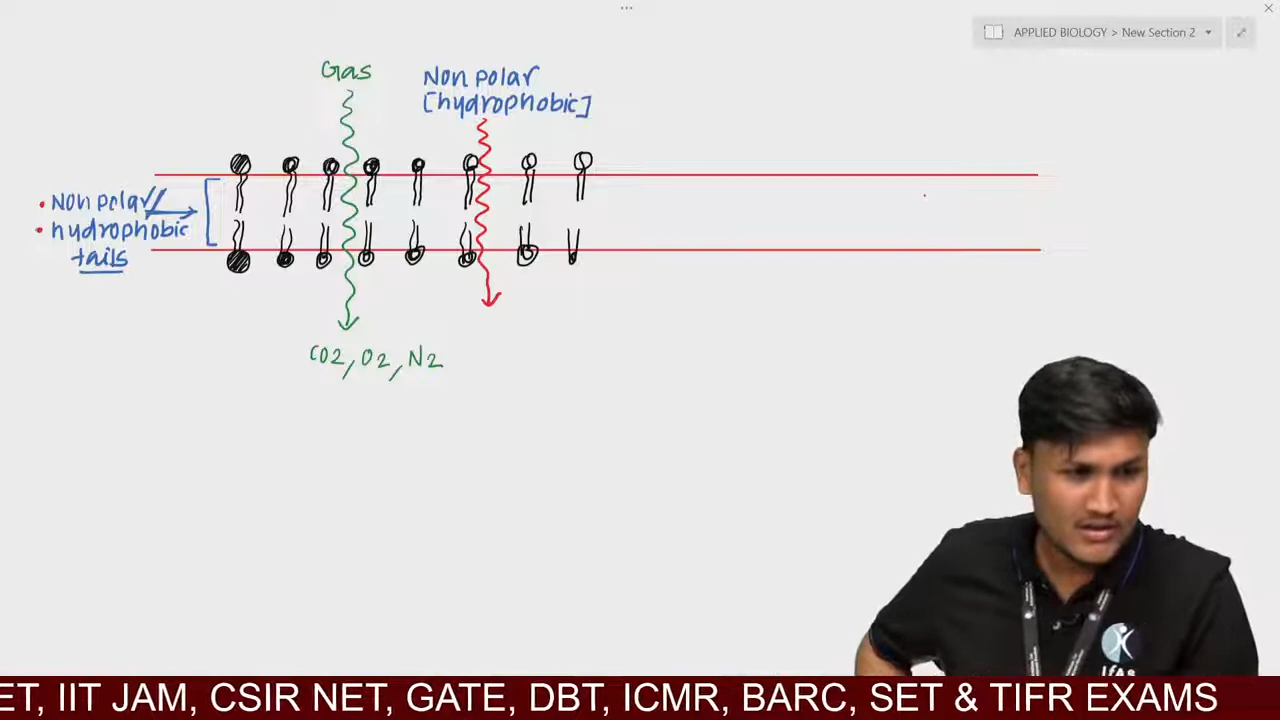 APPLIED BIOLOGY > New Section 2
Gas
Non polar
[hydrophobic]
• Non polar//
• hydrophobic
tails
CO2, O2, N2
IFAS
ET, IIT JAM, CSIR NET, GATE, DBT, ICMR, BARC, SET & TIFR EXAMS